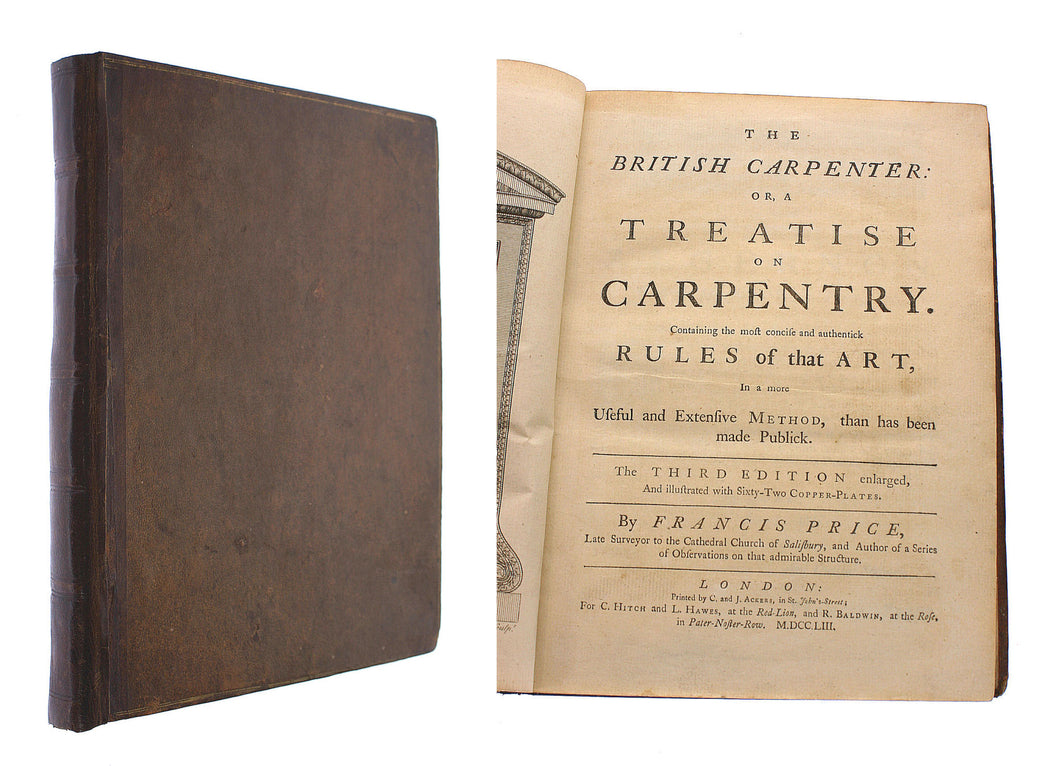 THE
BRITISH CARPENTER:
OR, A
TREATISE
ON
CARPENTRY.
Containing the moſt conciſe and authentick
RULES of that ART,
In a more
Uſeful and Extenſive METHOD, than has been
made Publick.
The THIRD EDITION enlarged,
And illuſtrated with Sixty-Two COPPER-PLATES.
By FRANCIS PRICE,
Late Surveyor to the Cathedral Church of Saliſbury, and Author of a Series
of Obſervations on that admirable Structure.
LONDON:
Printed by C. and J. ACKERS, in St. John's-Street;
For C. HITCH and L. HAWES, at the Red-Lion, and R. BALDWIN, at the Roſe,
in Pater-Noſter-Row. M.DCC.LIII.
ſculp.